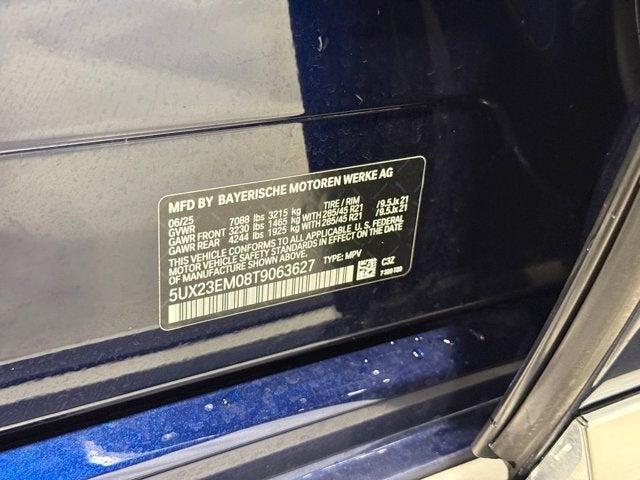 MFD BY BAYERISCHE MOTOREN WERKE AG
06/25 TIRE / RIM
GVWR 7088 lbs 3215 kg
GAWR FRONT 3230 lbs 1465 kg WITH 285/45 R21 /9.5Jx21
GAWR REAR 4244 lbs 1925 kg WITH 285/45 R21 /9.5Jx21
THIS VEHICLE CONFORMS TO ALL APPLICABLE U.S. FEDERAL
MOTOR VEHICLE SAFETY STANDARDS IN EFFECT ON THE DATE
OF MANUFACTURE SHOWN ABOVE.
5UX23EM08T9063627 TYPE: MPV
C3Z